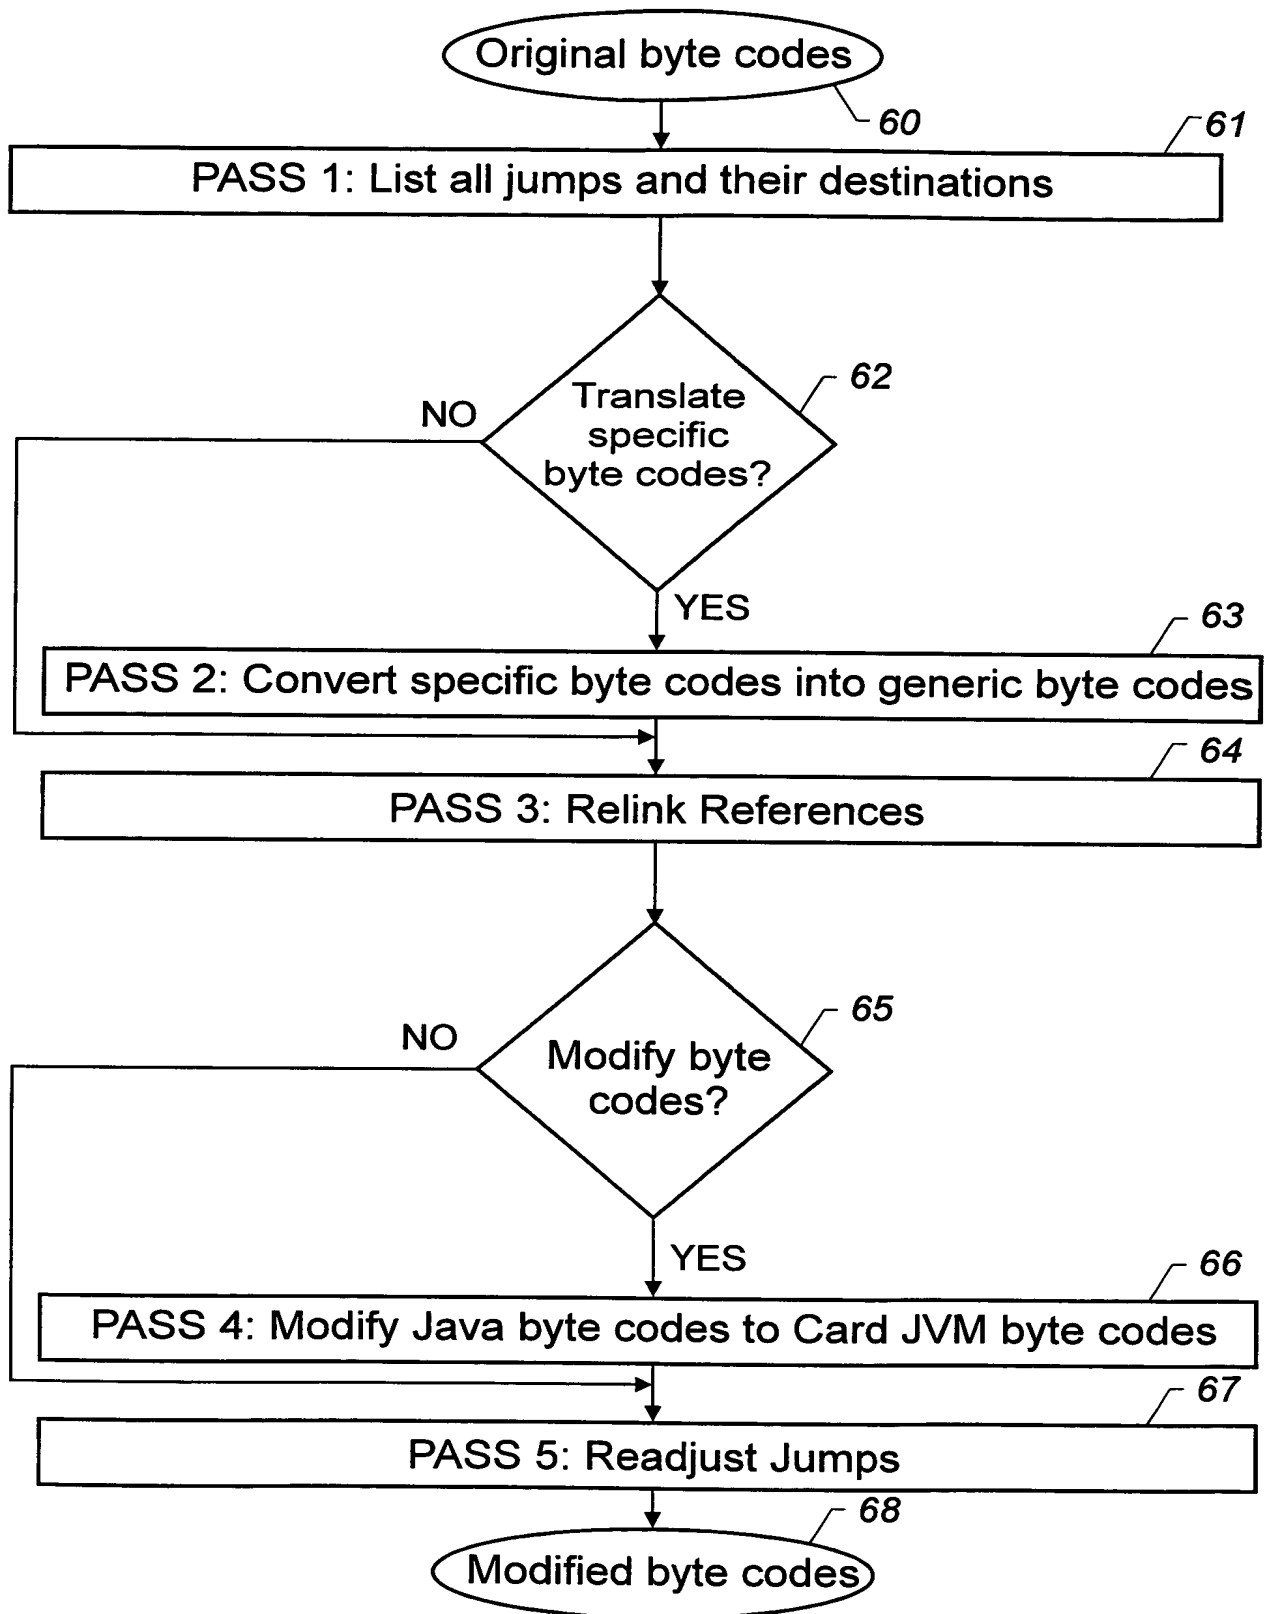 Original byte codes
60
61
PASS 1: List all jumps and their destinations
62
Translate
specific
byte codes?
NO
YES
63
PASS 2: Convert specific byte codes into generic byte codes
64
PASS 3: Relink References
65
NO
Modify byte
codes?
YES
66
PASS 4: Modify Java byte codes to Card JVM byte codes
67
PASS 5: Readjust Jumps
68
Modified byte codes